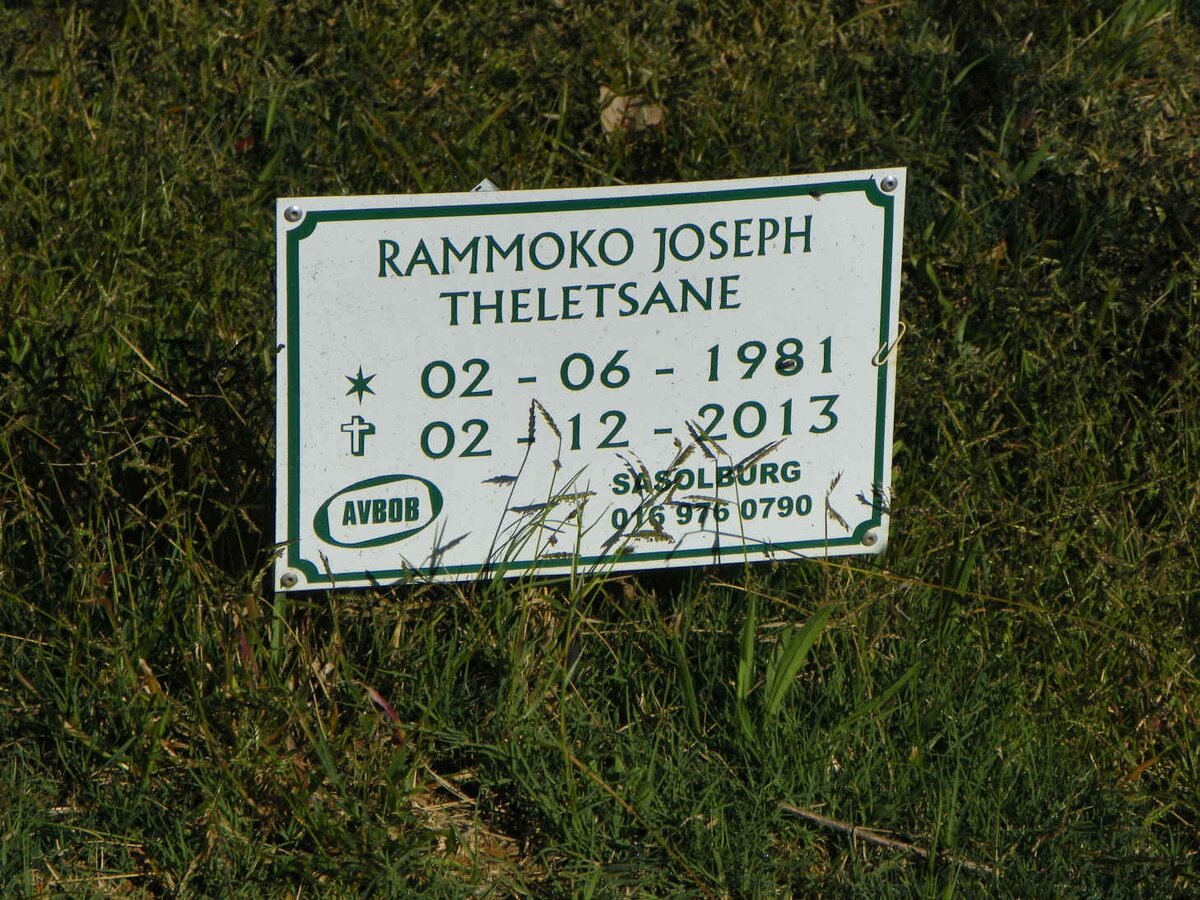 RAMMOKO JOSEPH
THELETSANE
02 - 06 - 1981
02 - 12 - 2013
AVBOB
SASOLBURG
016 976 0790